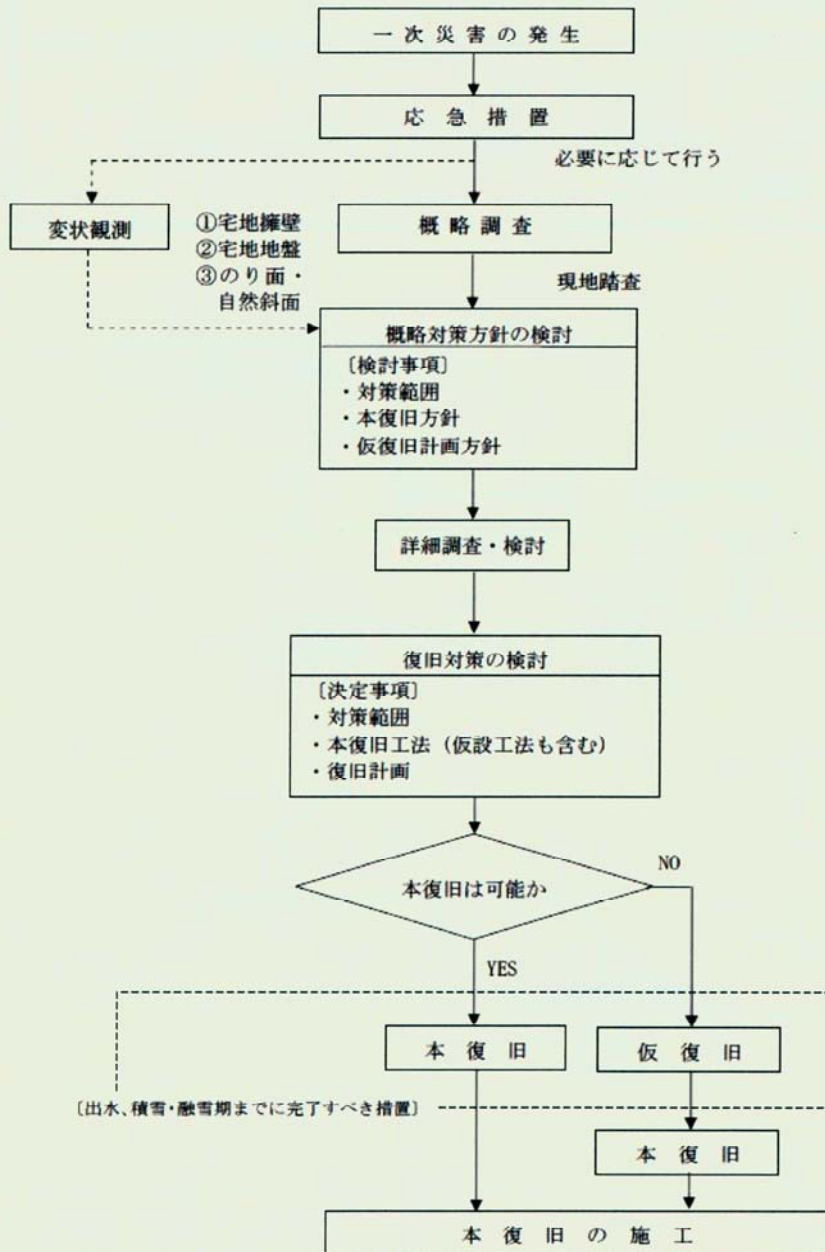 一次災害の発生
応急措置
必要に応じて行う
変状観測
①宅地擁壁
②宅地地盤
③のり面・
自然斜面
概略調査
現地踏査
概略対策方針の検討
〔検討事項〕
・対策範囲
・本復旧方針
・仮復旧計画方針
詳細調査・検討
復旧対策の検討
〔決定事項〕
・対策範囲
・本復旧工法（仮設工法も含む）
・復旧計画
本復旧は可能か
NO
YES
本復旧
仮復旧
〔出水、積雪・融雪期までに完了すべき措置〕
本復旧
本復旧の施工